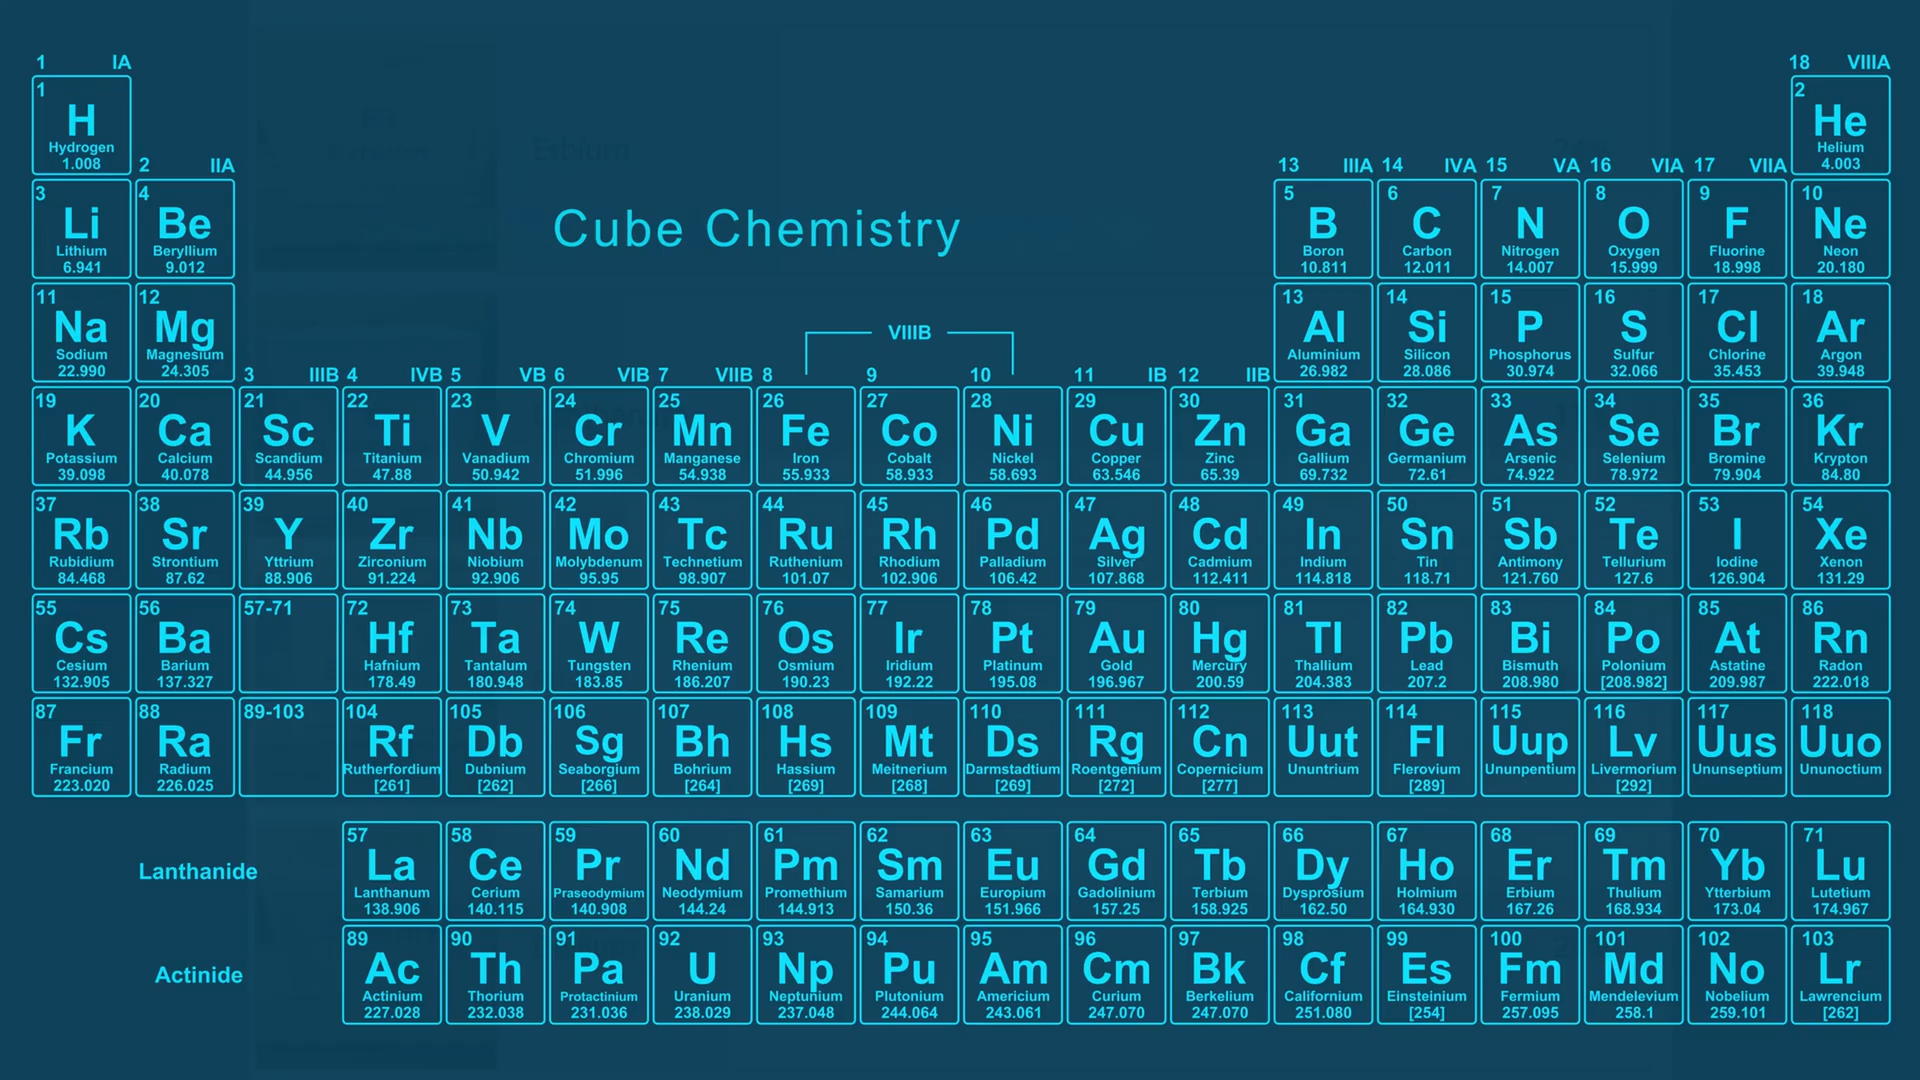 1 IA 18 VIIIA
1 2
H He
Hydrogen Helium
1.008 4.003
2 IIA 13 IIIA 14 IVA 15 VA 16 VIA 17 VIIA
3 4 5 6 7 8 9 10
Li Be B C N O F Ne
Lithium Beryllium Boron Carbon Nitrogen Oxygen Fluorine Neon
6.941 9.012 10.811 12.011 14.007 15.999 18.998 20.180
Cube Chemistry
11 12 13 14 15 16 17 18
Na Mg Al Si P S Cl Ar
Sodium Magnesium Aluminium Silicon Phosphorus Sulfur Chlorine Argon
22.990 24.305 26.982 28.086 30.974 32.066 35.453 39.948
VIIIB
3 IIIB 4 IVB 5 VB 6 VIB 7 VIIB 8 9 10 11 IB 12 IIB
19 20 21 22 23 24 25 26 27 28 29 30 31 32 33 34 35 36
K Ca Sc Ti V Cr Mn Fe Co Ni Cu Zn Ga Ge As Se Br Kr
Potassium Calcium Scandium Titanium Vanadium Chromium Manganese Iron Cobalt Nickel Copper Zinc Gallium Germanium Arsenic Selenium Bromine Krypton
39.098 40.078 44.956 47.88 50.942 51.996 54.938 55.933 58.933 58.693 63.546 65.39 69.732 72.61 74.922 78.972 79.904 84.80
37 38 39 40 41 42 43 44 45 46 47 48 49 50 51 52 53 54
Rb Sr Y Zr Nb Mo Tc Ru Rh Pd Ag Cd In Sn Sb Te I Xe
Rubidium Strontium Yttrium Zirconium Niobium Molybdenum Technetium Ruthenium Rhodium Palladium Silver Cadmium Indium Tin Antimony Tellurium Iodine Xenon
84.468 87.62 88.906 91.224 92.906 95.95 98.907 101.07 102.906 106.42 107.868 112.411 114.818 118.71 121.760 127.6 126.904 131.29
55 56 57-71 72 73 74 75 76 77 78 79 80 81 82 83 84 85 86
Cs Ba Hf Ta W Re Os Ir Pt Au Hg Tl Pb Bi Po At Rn
Cesium Barium Hafnium Tantalum Tungsten Rhenium Osmium Iridium Platinum Gold Mercury Thallium Lead Bismuth Polonium Astatine Radon
132.905 137.327 178.49 180.948 183.85 186.207 190.23 192.22 195.08 196.967 200.59 204.383 207.2 208.980 [208.982] 209.987 222.018
87 88 89-103 104 105 106 107 108 109 110 111 112 113 114 115 116 117 118
Fr Ra Rf Db Sg Bh Hs Mt Ds Rg Cn Uut Fl Uup Lv Uus Uuo
Francium Radium Rutherfordium Dubnium Seaborgium Bohrium Hassium Meitnerium Darmstadtium Roentgenium Copernicium Ununtrium Flerovium Ununpentium Livermorium Ununseptium Ununoctium
223.020 226.025 [261] [262] [266] [264] [269] [268] [269] [272] [277] [289] [292]
57 58 59 60 61 62 63 64 65 66 67 68 69 70 71
Lanthanide La Ce Pr Nd Pm Sm Eu Gd Tb Dy Ho Er Tm Yb Lu
Lanthanum Cerium Praseodymium Neodymium Promethium Samarium Europium Gadolinium Terbium Dysprosium Holmium Erbium Thulium Ytterbium Lutetium
138.906 140.115 140.908 144.24 144.913 150.36 151.966 157.25 158.925 162.50 164.930 167.26 168.934 173.04 174.967
89 90 91 92 93 94 95 96 97 98 99 100 101 102 103
Actinide Ac Th Pa U Np Pu Am Cm Bk Cf Es Fm Md No Lr
Actinium Thorium Protactinium Uranium Neptunium Plutonium Americium Curium Berkelium Californium Einsteinium Fermium Mendelevium Nobelium Lawrencium
227.028 232.038 231.036 238.029 237.048 244.064 243.061 247.070 247.070 251.080 [254] 257.095 258.1 259.101 [262]